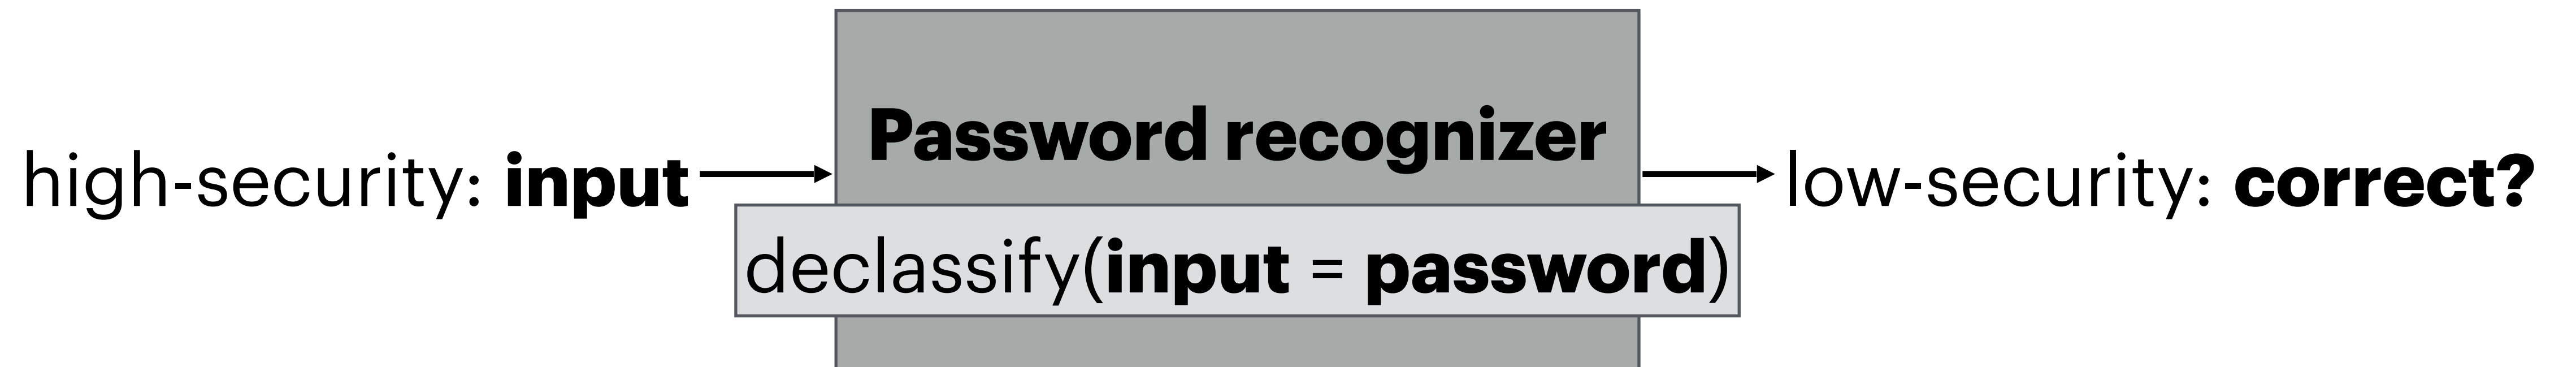 Password recognizer
high-security: input
low-security: correct?
declassify(input = password)